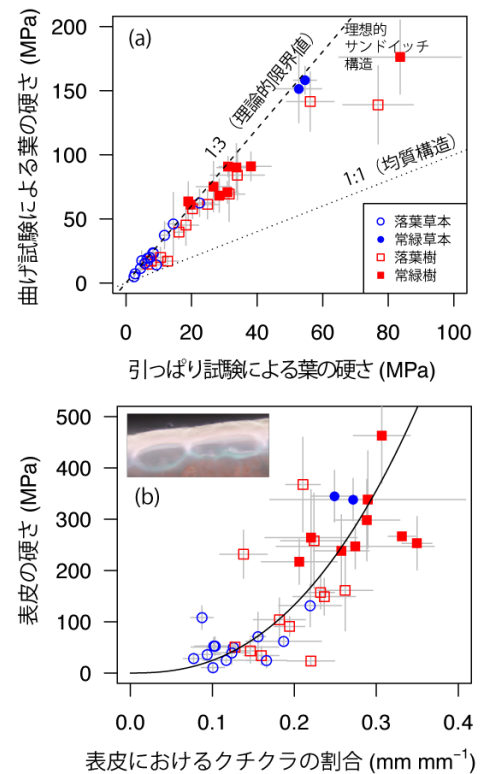 (a)
曲げ試験による葉の硬さ (MPa)
200
150
100
50
0
1:3（理論的限界値）
理想的
サンドイッチ
構造
1:1（均質構造）
落葉草本
常緑草本
落葉樹
常緑樹
0 20 40 60 80 100
引っぱり試験による葉の硬さ (MPa)
(b)
表皮の硬さ (MPa)
500
400
300
200
100
0
0.0 0.1 0.2 0.3 0.4
表皮におけるクチクラの割合 (mm mm⁻¹)